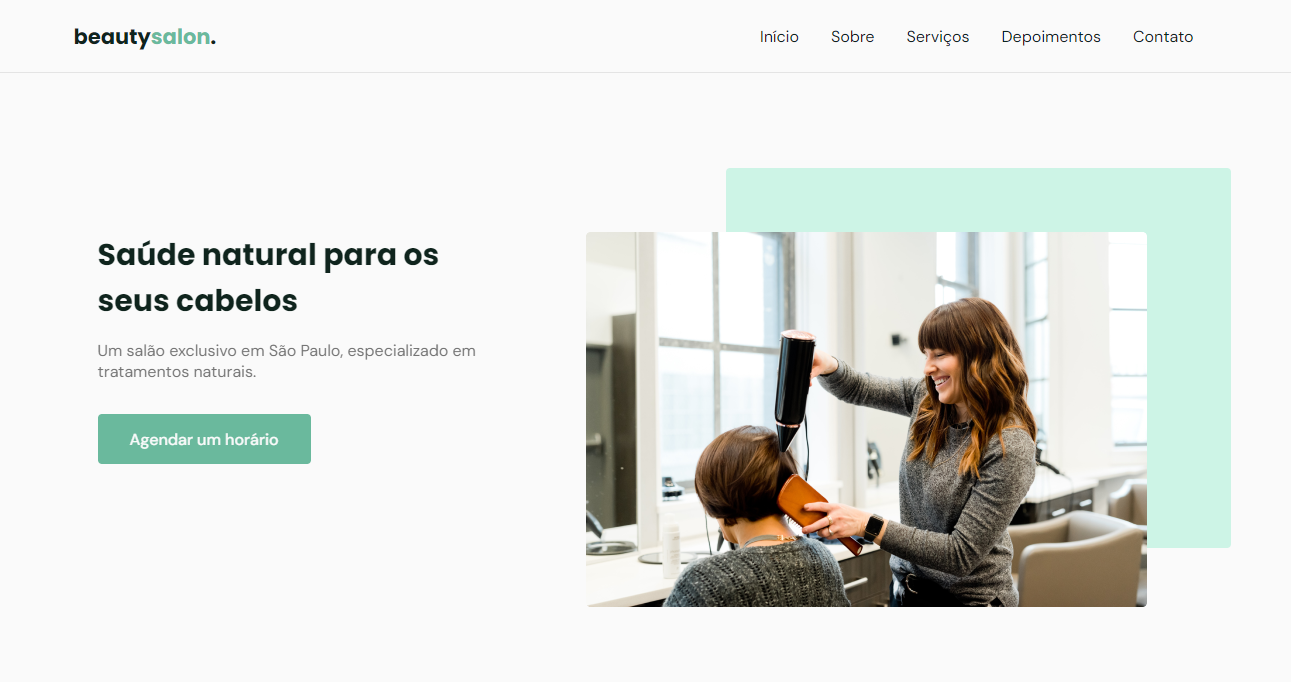 beautysalon.
Início Sobre Serviços Depoimentos Contato
Saúde natural para os
seus cabelos
Um salão exclusivo em São Paulo, especializado em
tratamentos naturais.
Agendar um horário